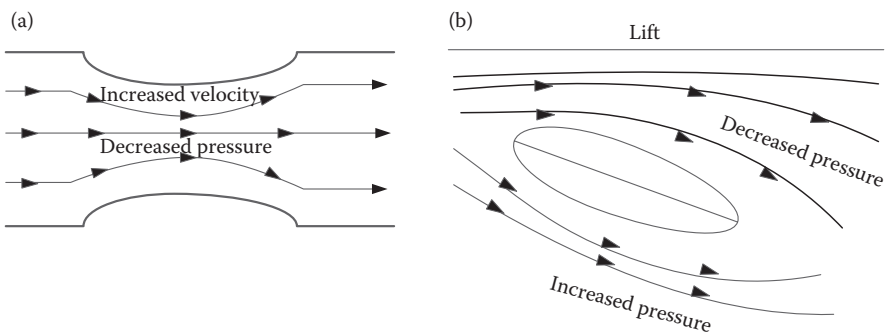 (a)
Increased velocity
Decreased pressure
(b)
Lift
Decreased pressure
Increased pressure